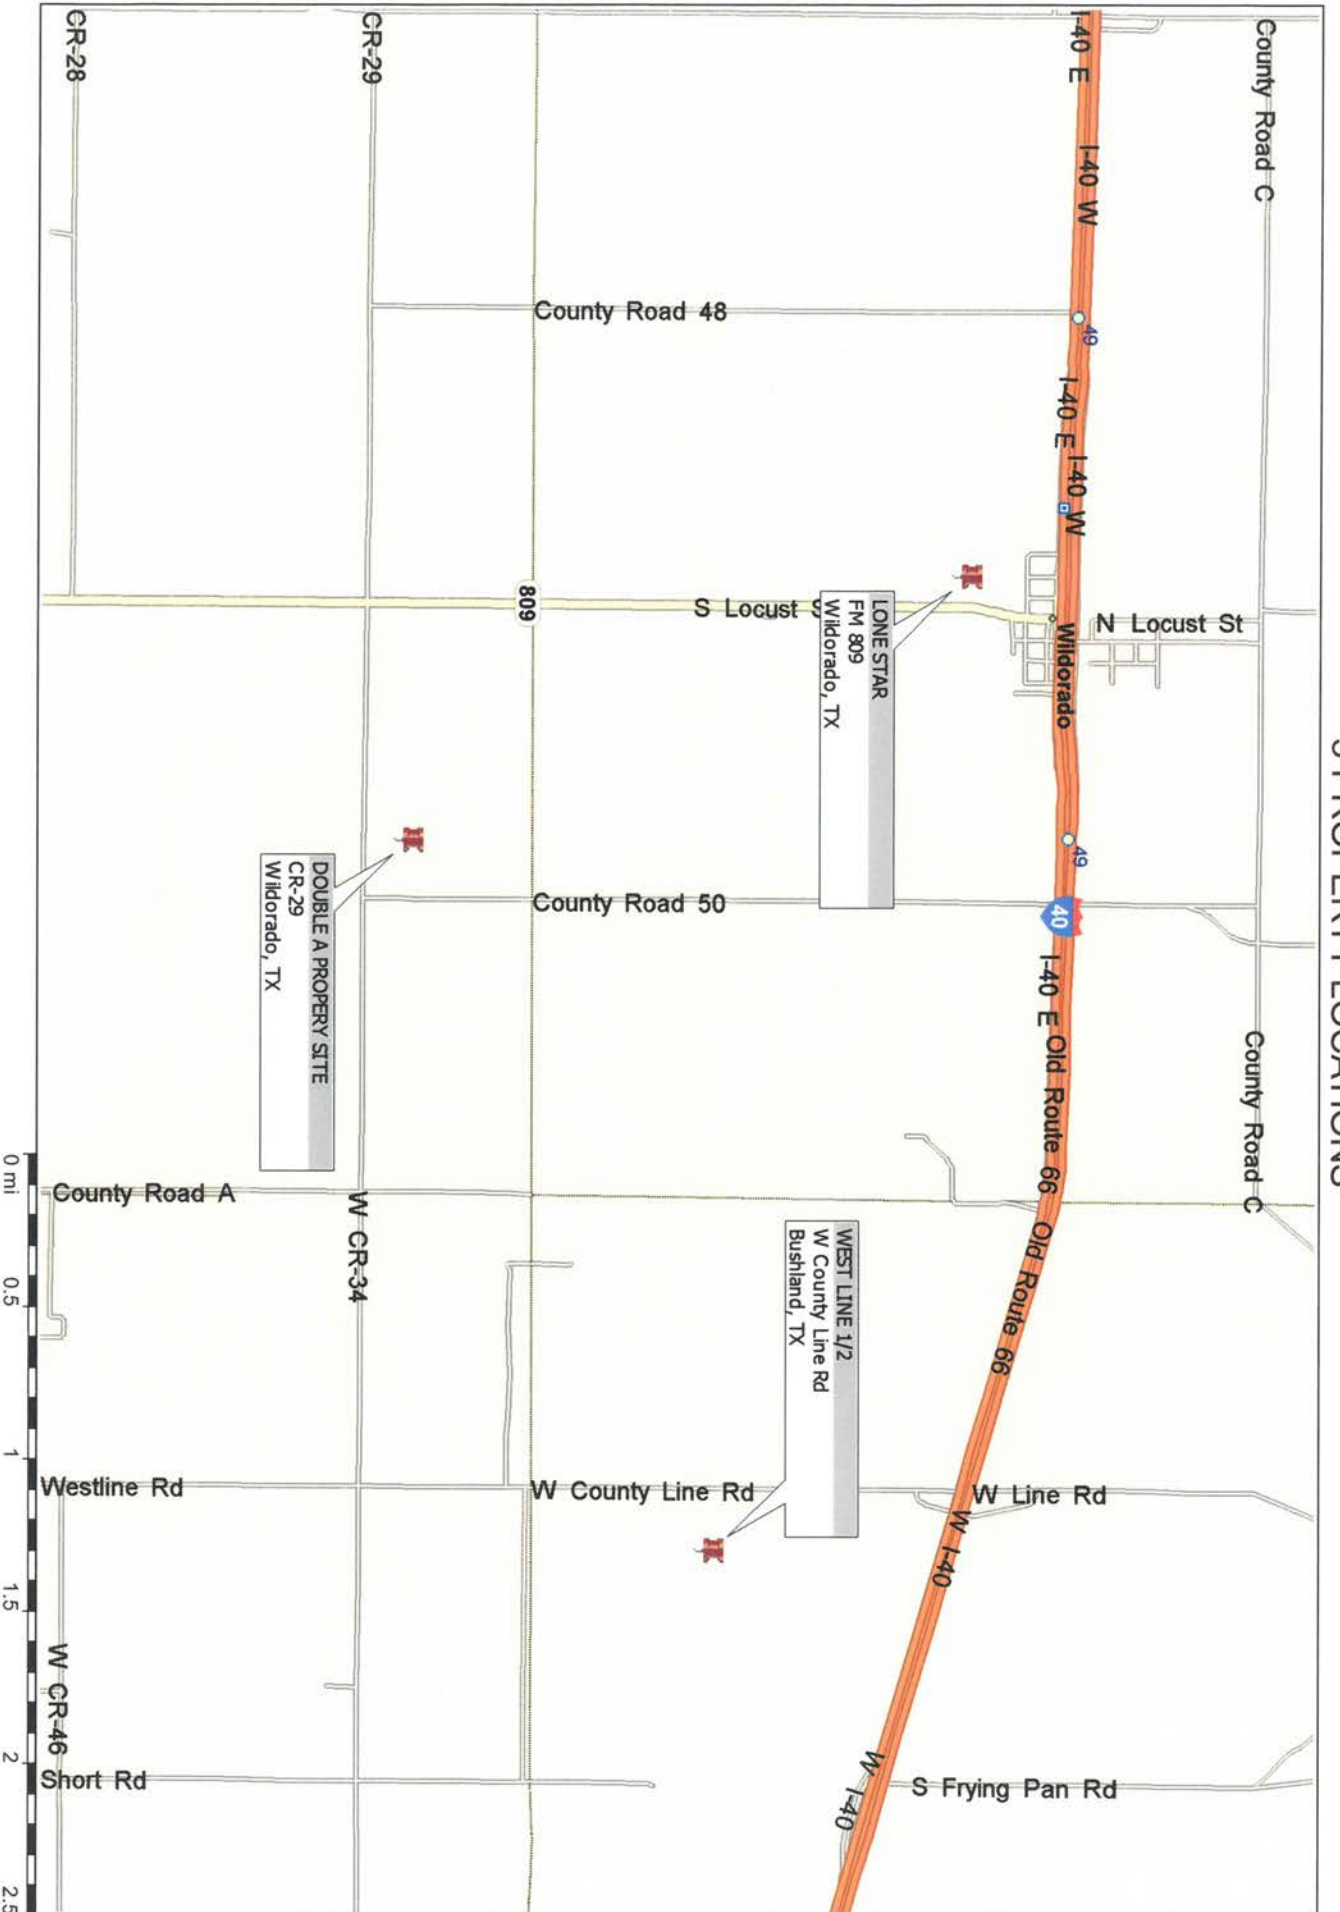 PROPERTY LOCATIONS
County Road C
County Road C
I-40 E
I-40 W
49
I-40 E
I-40 W
N Locust St
Wildorado
49
40
I-40 E
Old Route 66
Old Route 66
W Line Rd
W I-40
W I-40
S Frying Pan Rd
LONE STAR
FM 809
Wildorado, TX
S Locust
WEST LINE 1/2
W County Line Rd
Bushland, TX
County Road 48
809
County Road 50
W County Line Rd
CR-29
DOUBLE A PROPERY SITE
CR-29
Wildorado, TX
W CR-34
CR-28
County Road A
Westline Rd
W CR-46
Short Rd
0 mi
0.5
1
1.5
2
2.5